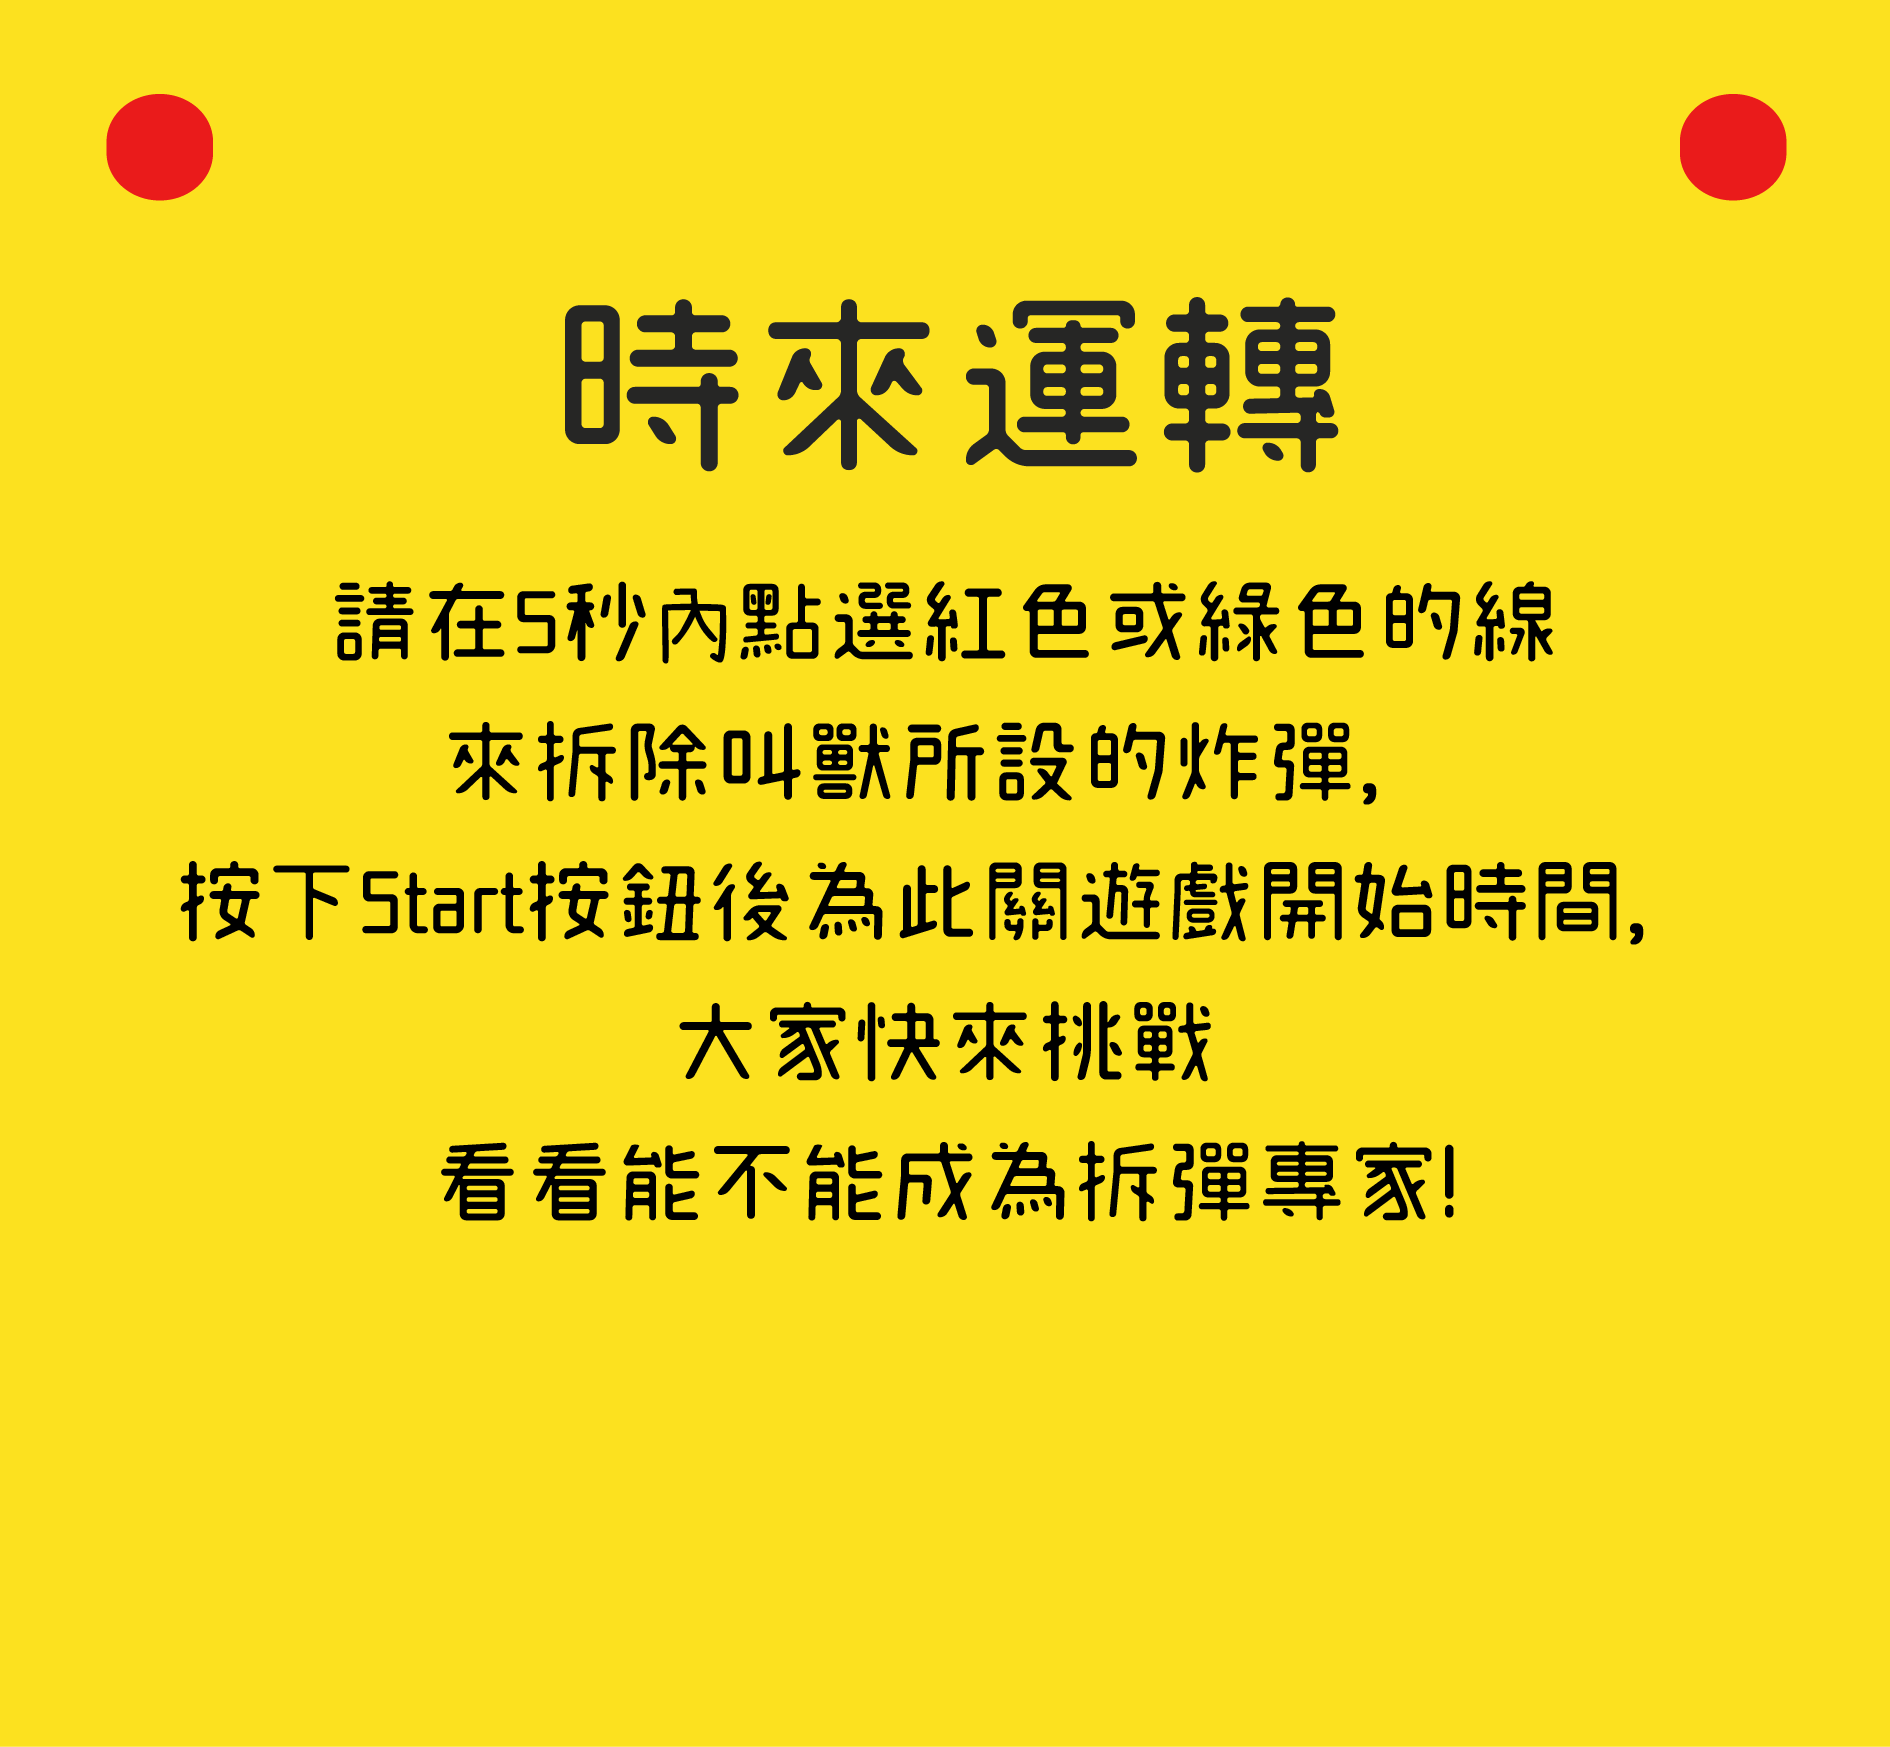 時來運轉
請在5秒內點選紅色或綠色的線
來拆除叫獸所設的炸彈,
按下Start按鈕後為此關遊戲開始時間,
大家快來挑戰
看看能不能成為拆彈專家!